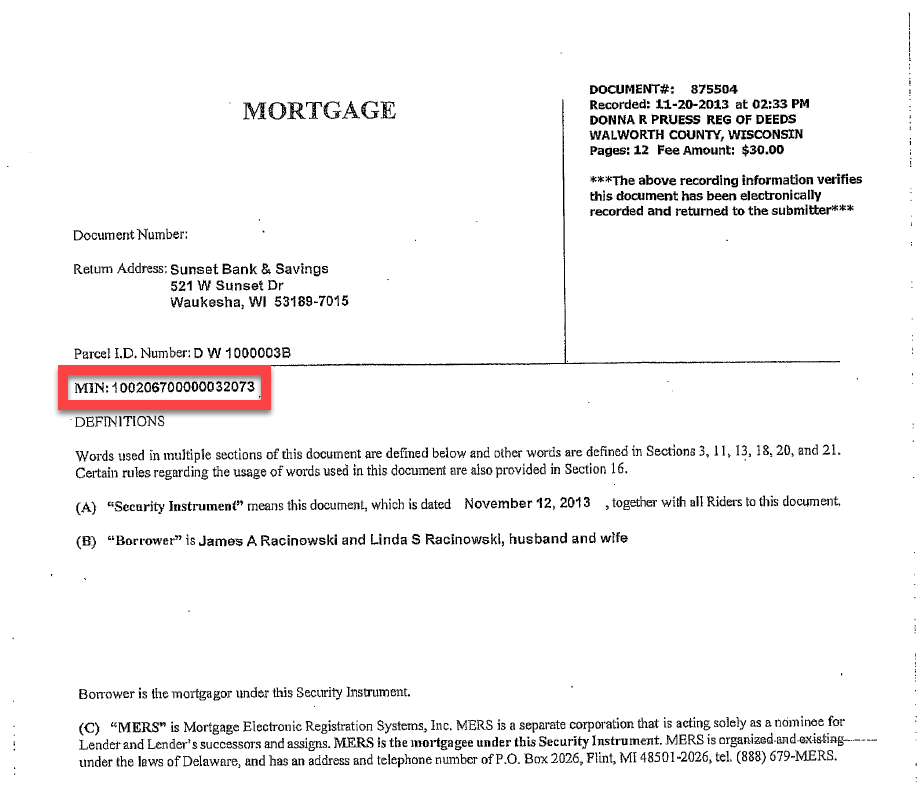 MORTGAGE
DOCUMENT#: 875504
Recorded: 11-20-2013 at 02:33 PM
DONNA R PRUESS REG OF DEEDS
WALWORTH COUNTY, WISCONSIN
Pages: 12 Fee Amount: $30.00
***The above recording information verifies
this document has been electronically
recorded and returned to the submitter***
Document Number:
Return Address: Sunset Bank & Savings
521 W Sunset Dr
Waukesha, WI 53189-7015
Parcel I.D. Number: D W 1000003B
MIN: 100206700000032073
DEFINITIONS
Words used in multiple sections of this document are defined below and other words are defined in Sections 3, 11, 13, 18, 20, and 21.
Certain rules regarding the usage of words used in this document are also provided in Section 16.
(A) “Security Instrument” means this document, which is dated November 12, 2013 , together with all Riders to this document.
(B) “Borrower” is James A Racinowski and Linda S Racinowski, husband and wife
Borrower is the mortgagor under this Security Instrument.
(C) “MERS” is Mortgage Electronic Registration Systems, Inc. MERS is a separate corporation that is acting solely as a nominee for
Lender and Lender’s successors and assigns. MERS is the mortgagee under this Security Instrument. MERS is organized and existing
under the laws of Delaware, and has an address and telephone number of P.O. Box 2026, Flint, MI 48501-2026, tel. (888) 679-MERS.